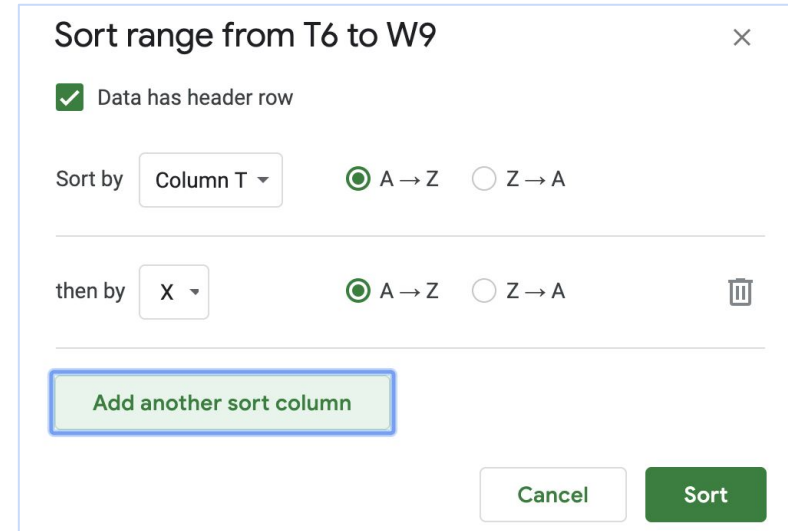 Sort range from T6 to W9
Data has header row
Sort by Column T A → Z Z → A
then by X A → Z Z → A
Add another sort column
Cancel Sort